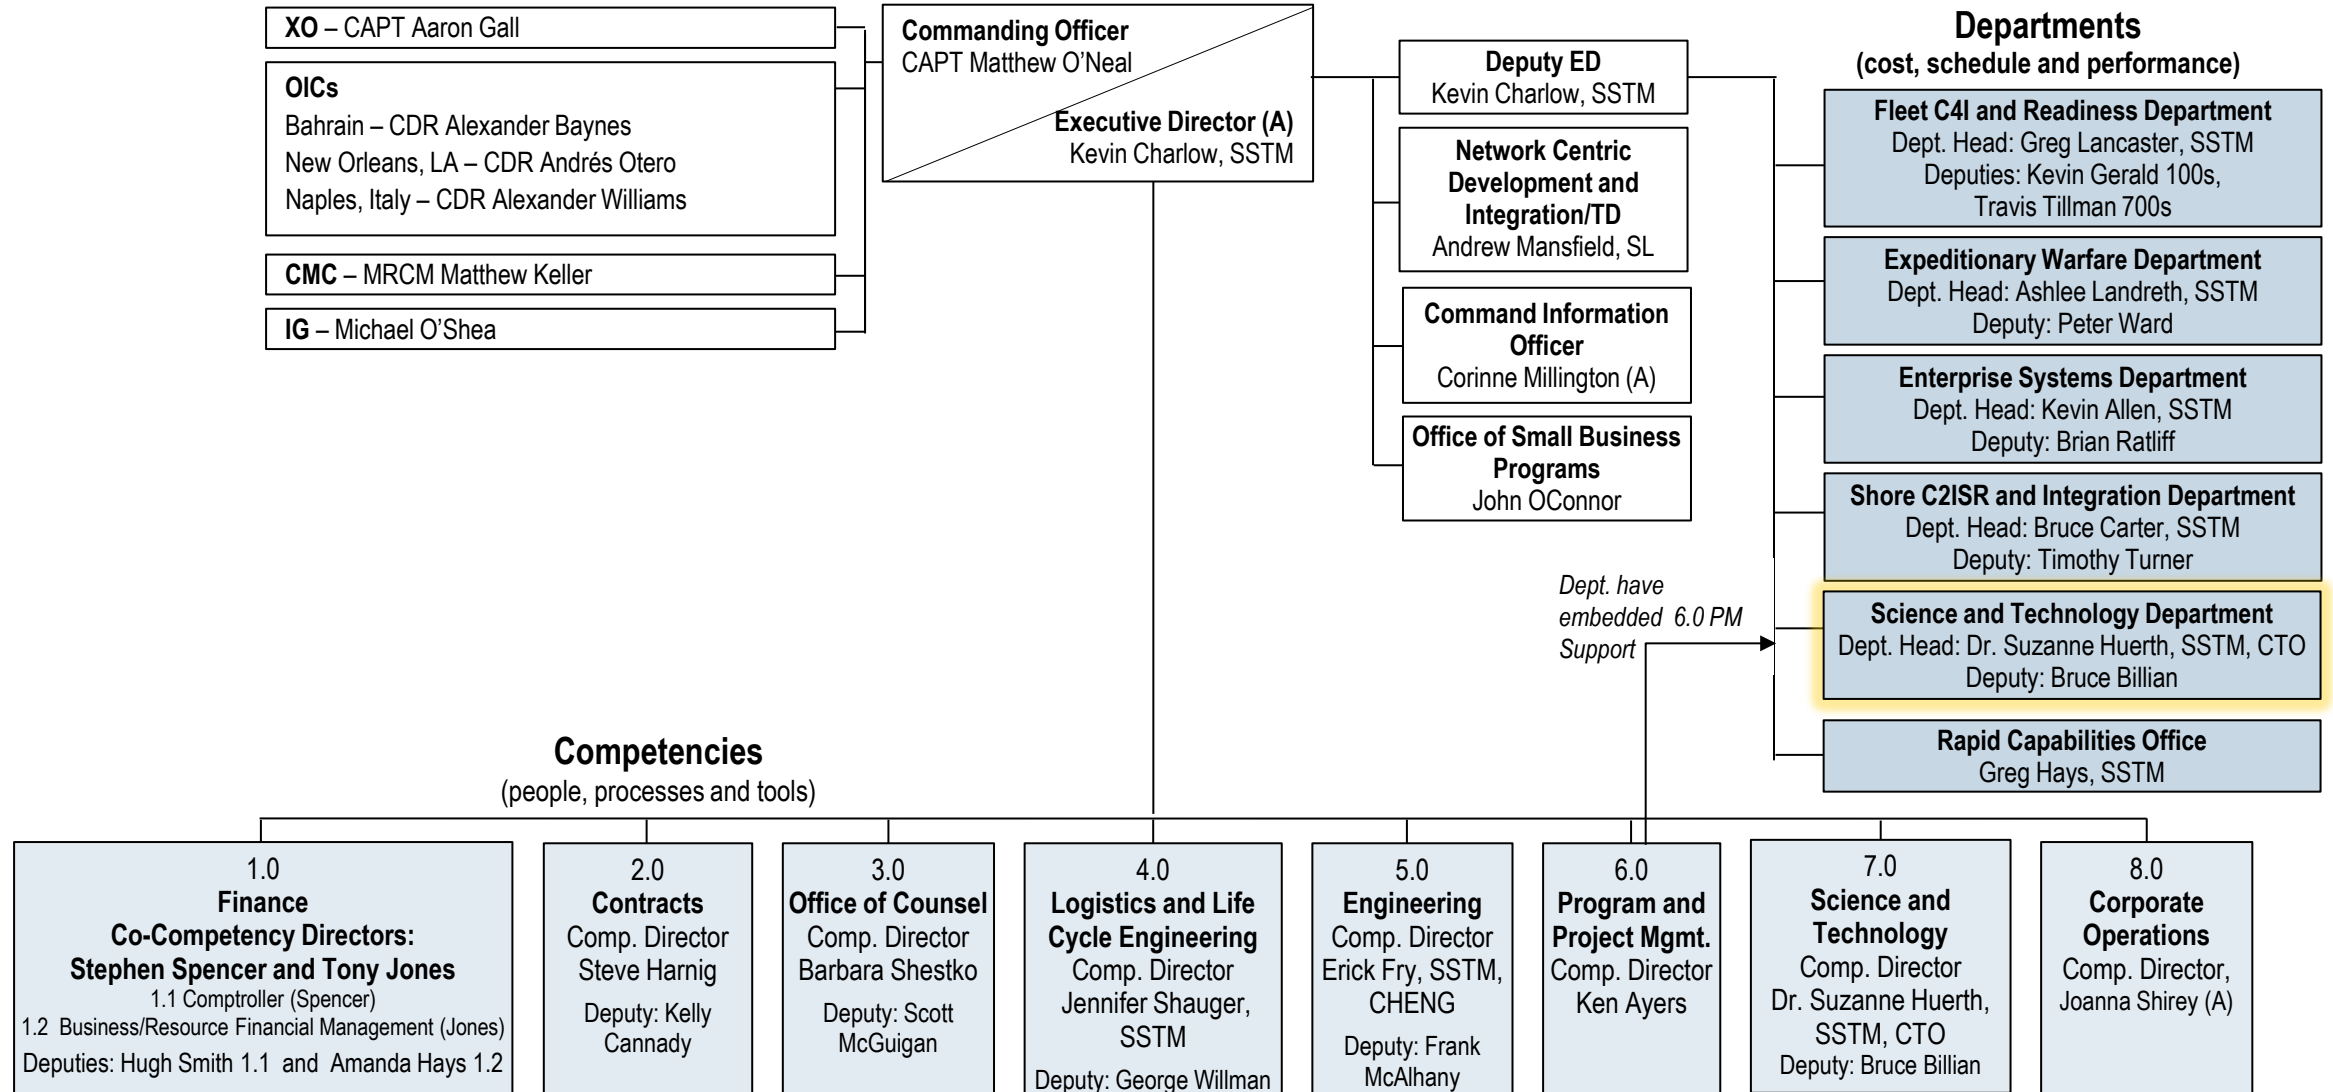 XO – CAPT Aaron Gall
OICs
Bahrain – CDR Alexander Baynes
New Orleans, LA – CDR Andrés Otero
Naples, Italy – CDR Alexander Williams
CMC – MRCM Matthew Keller
IG – Michael O’Shea
Commanding Officer
CAPT Matthew O’Neal
Executive Director (A)
Kevin Charlow, SSTM
Deputy ED
Kevin Charlow, SSTM
Network Centric
Development and
Integration/TD
Andrew Mansfield, SL
Command Information
Officer
Corinne Millington (A)
Office of Small Business
Programs
John OConnor
Departments
(cost, schedule and performance)
Fleet C4I and Readiness Department
Dept. Head: Greg Lancaster, SSTM
Deputies: Kevin Gerald 100s,
Travis Tillman 700s
Expeditionary Warfare Department
Dept. Head: Ashlee Landreth, SSTM
Deputy: Peter Ward
Enterprise Systems Department
Dept. Head: Kevin Allen, SSTM
Deputy: Brian Ratliff
Shore C2ISR and Integration Department
Dept. Head: Bruce Carter, SSTM
Deputy: Timothy Turner
Dept. have
embedded 6.0 PM
Support
Science and Technology Department
Dept. Head: Dr. Suzanne Huerth, SSTM, CTO
Deputy: Bruce Billian
Rapid Capabilities Office
Greg Hays, SSTM
Competencies
(people, processes and tools)
1.0
Finance
Co-Competency Directors:
Stephen Spencer and Tony Jones
1.1 Comptroller (Spencer)
1.2 Business/Resource Financial Management (Jones)
Deputies: Hugh Smith 1.1 and Amanda Hays 1.2
2.0
Contracts
Comp. Director
Steve Harnig
Deputy: Kelly
Cannady
3.0
Office of Counsel
Comp. Director
Barbara Shestko
Deputy: Scott
McGuigan
4.0
Logistics and Life
Cycle Engineering
Comp. Director
Jennifer Shauger,
SSTM
Deputy: George Willman
5.0
Engineering
Comp. Director
Erick Fry, SSTM,
CHENG
Deputy: Frank
McAlhany
6.0
Program and
Project Mgmt.
Comp. Director
Ken Ayers
7.0
Science and
Technology
Comp. Director
Dr. Suzanne Huerth,
SSTM, CTO
Deputy: Bruce Billian
8.0
Corporate
Operations
Comp. Director,
Joanna Shirey (A)